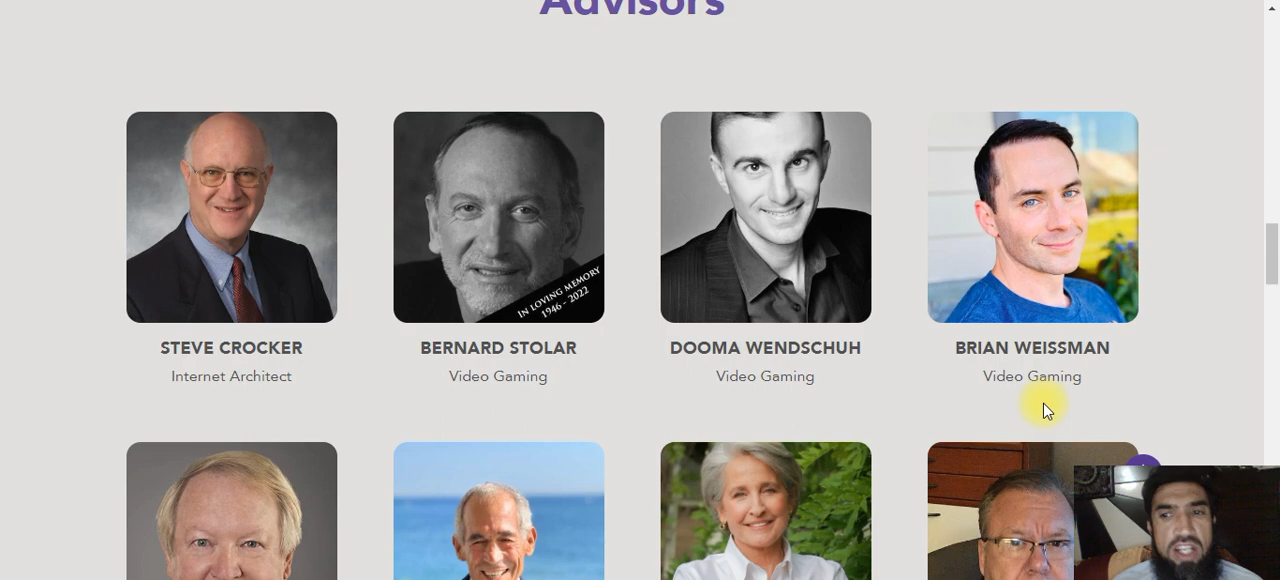 Advisors
IN LOVING MEMORY
1946 - 2022
STEVE CROCKER
BERNARD STOLAR
DOOMA WENDSCHUH
BRIAN WEISSMAN
Internet Architect
Video Gaming
Video Gaming
Video Gaming